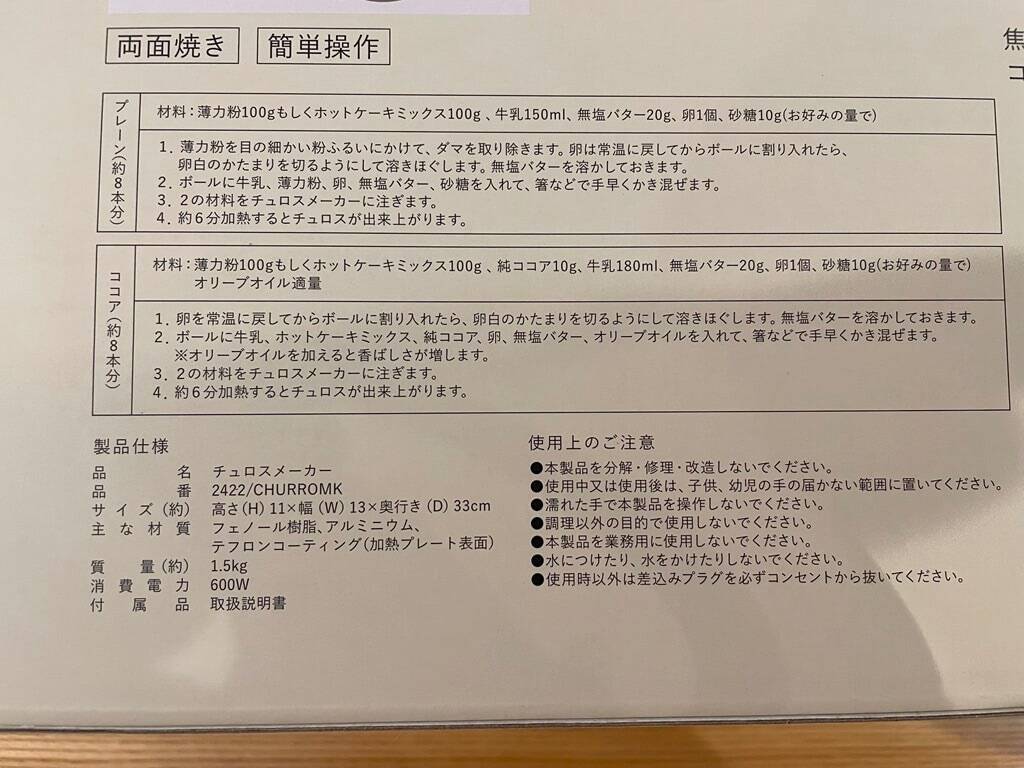 両面焼き 簡単操作
焦
コ
プレーン(約8本分)
材料：薄力粉100gもしくホットケーキミックス100g 、牛乳150ml、無塩バター20g、卵1個、砂糖10g(お好みの量で)
1．薄力粉を目の細かい粉ふるいにかけて、ダマを取り除きます。卵は常温に戻してからボールに割り入れたら、
卵白のかたまりを切るようにして溶きほぐします。無塩バターを溶かしておきます。
2．ボールに牛乳、薄力粉、卵、無塩バター、砂糖を入れて、箸などで手早くかき混ぜます。
3．2の材料をチュロスメーカーに注ぎます。
4．約6分加熱するとチュロスが出来上がります。
ココア(約8本分)
材料：薄力粉100gもしくホットケーキミックス100g 、純ココア10g、牛乳180ml、無塩バター20g、卵1個、砂糖10g(お好みの量で)
オリーブオイル適量
1．卵を常温に戻してからボールに割り入れたら、卵白のかたまりを切るようにして溶きほぐします。無塩バターを溶かしておきます。
2．ボールに牛乳、ホットケーキミックス、純ココア、卵、無塩バター、オリーブオイルを入れて、箸などで手早くかき混ぜます。
※オリーブオイルを加えると香ばしさが増します。
3．2の材料をチュロスメーカーに注ぎます。
4．約6分加熱するとチュロスが出来上がります。
製品仕様
品名 チュロスメーカー
品番 2422/CHURROMK
サイズ(約) 高さ(H) 11×幅 (W) 13×奥行き (D) 33cm
主な材質 フェノール樹脂、アルミニウム、
テフロンコーティング(加熱プレート表面)
質量(約) 1.5kg
消費電力 600W
付属品 取扱説明書
使用上のご注意
●本製品を分解・修理・改造しないでください。
●使用中又は使用後は、子供、幼児の手の届かない範囲に置いてください。
●濡れた手で本製品を操作しないでください。
●調理以外の目的で使用しないでください。
●本製品を業務用に使用しないでください。
●水につけたり、水をかけたりしないでください。
●使用時以外は差込みプラグを必ずコンセントから抜いてください。